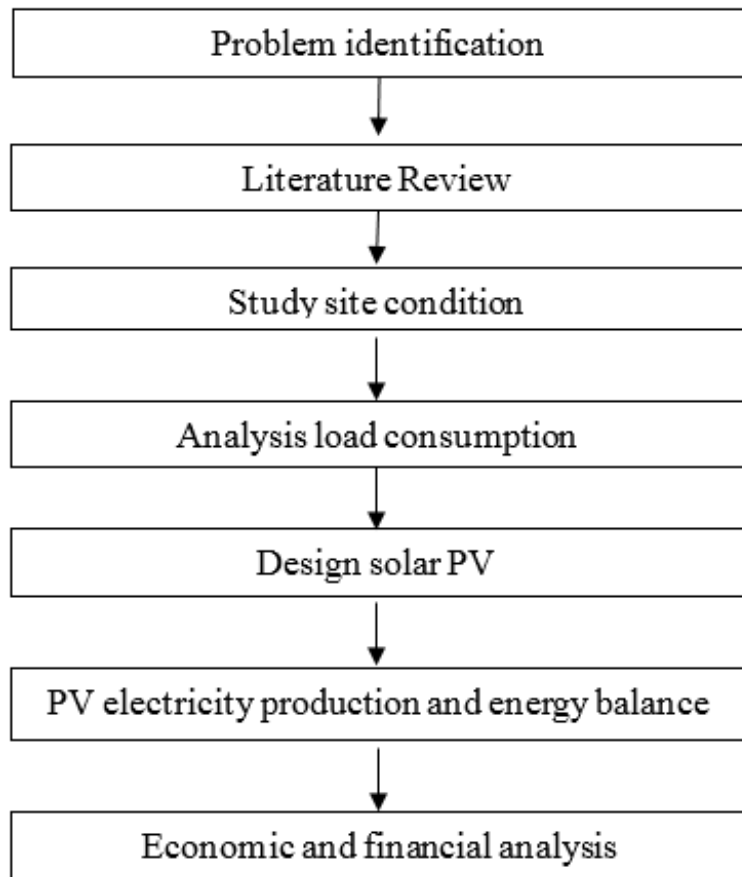 Problem identification
Literature Review
Study site condition
Analysis load consumption
Design solar PV
PV electricity production and energy balance
Economic and financial analysis